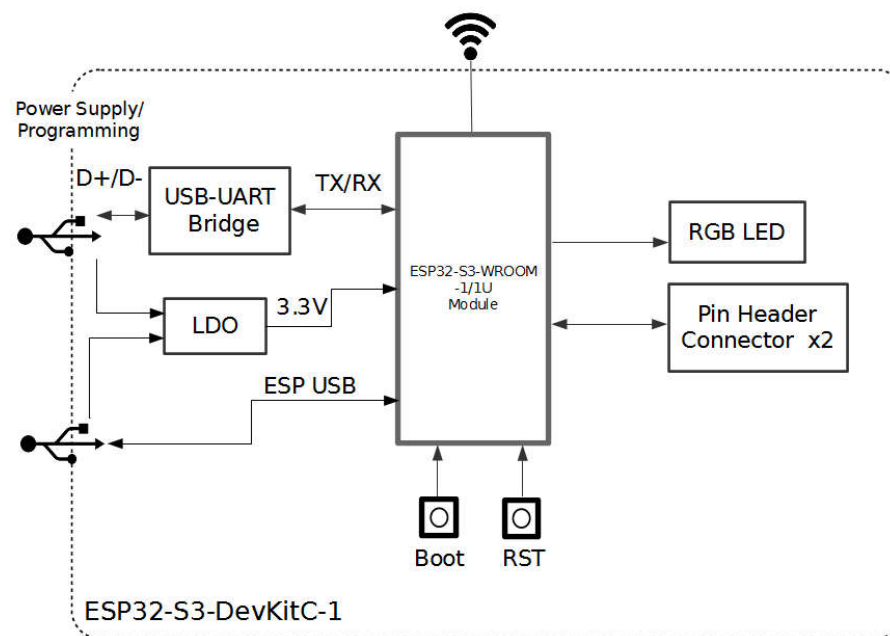 Power Supply/
Programming
D+/D-
USB-UART
Bridge
TX/RX
LDO
3.3V
ESP USB
ESP32-S3-WROOM
-1/1U
Module
RGB LED
Pin Header
Connector x2
Boot
RST
ESP32-S3-DevKitC-1